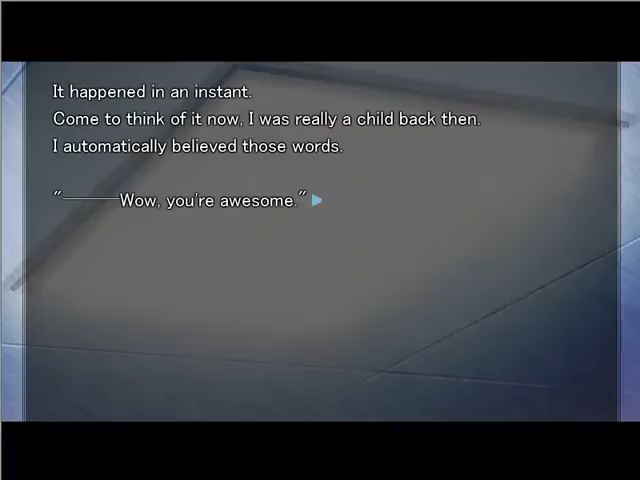 It happened in an instant.
Come to think of it now, I was really a child back then.
I automatically believed those words.
"———Wow, you're awesome."